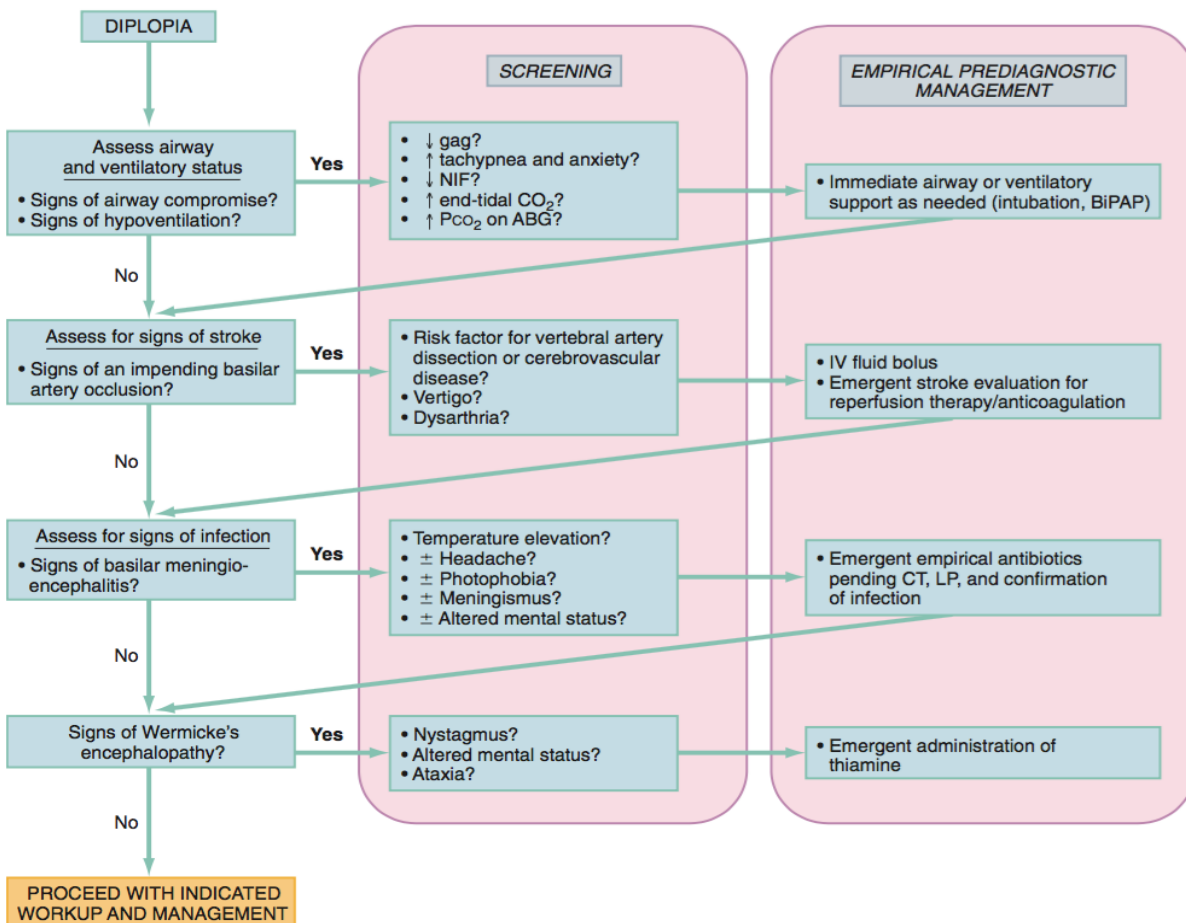 DIPLOPIA
SCREENING
EMPIRICAL PREDIAGNOSTIC
MANAGEMENT
Assess airway
and ventilatory status
• Signs of airway compromise?
• Signs of hypoventilation?
Yes
• ↓ gag?
• ↑ tachypnea and anxiety?
• ↓ NIF?
• ↑ end-tidal CO₂?
• ↑ PCO₂ on ABG?
• Immediate airway or ventilatory
support as needed (intubation, BiPAP)
No
Assess for signs of stroke
• Signs of an impending basilar
artery occlusion?
Yes
• Risk factor for vertebral artery
dissection or cerebrovascular
disease?
• Vertigo?
• Dysarthria?
• IV fluid bolus
• Emergent stroke evaluation for
reperfusion therapy/anticoagulation
No
Assess for signs of infection
• Signs of basilar meningio-
encephalitis?
Yes
• Temperature elevation?
• ± Headache?
• ± Photophobia?
• ± Meningismus?
• ± Altered mental status?
• Emergent empirical antibiotics
pending CT, LP, and confirmation
of infection
No
Signs of Wermicke's
encephalopathy?
Yes
• Nystagmus?
• Altered mental status?
• Ataxia?
• Emergent administration of
thiamine
No
PROCEED WITH INDICATED
WORKUP AND MANAGEMENT